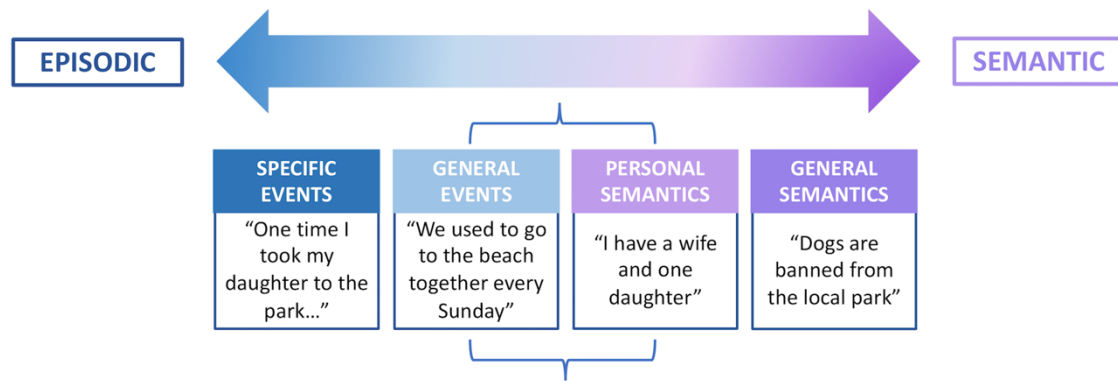 EPISODIC
SEMANTIC
SPECIFIC
EVENTS
“One time I
took my
daughter to the
park…”
GENERAL
EVENTS
“We used to go
to the beach
together every
Sunday”
PERSONAL
SEMANTICS
“I have a wife
and one
daughter”
GENERAL
SEMANTICS
“Dogs are
banned from
the local park”